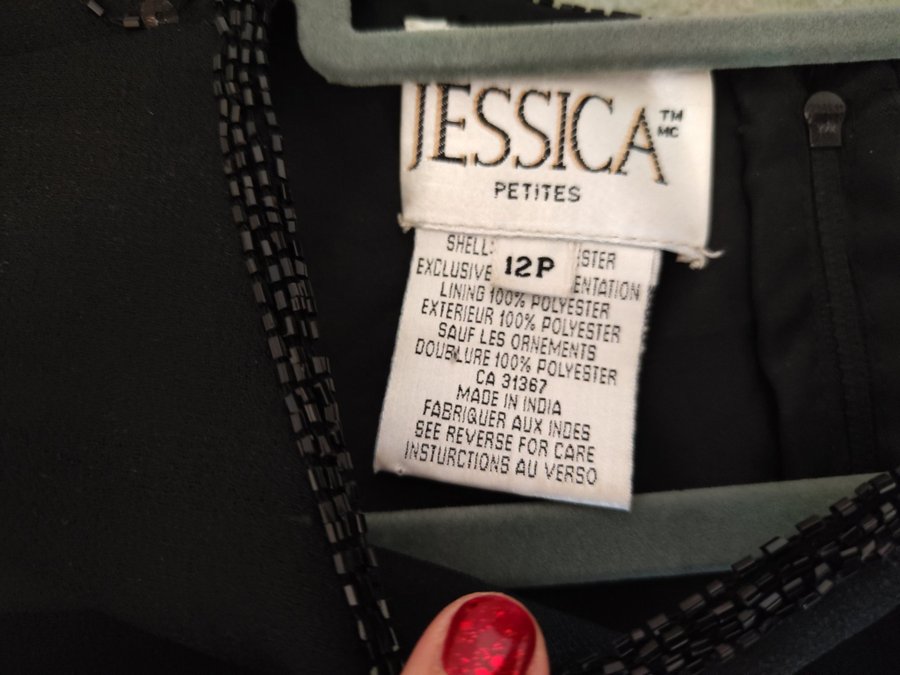 JESSICA TM MC
PETITES
12P
SHELL:
EXCLUSIVE
LINING 100% POLYESTER
EXTERIEUR 100% POLYESTER
SAUF LES ORNEMENTS
DOUBLURE 100% POLYESTER
CA 31367
MADE IN INDIA
FABRIQUER AUX INDES
SEE REVERSE FOR CARE
INSTURCTIONS AU VERSO